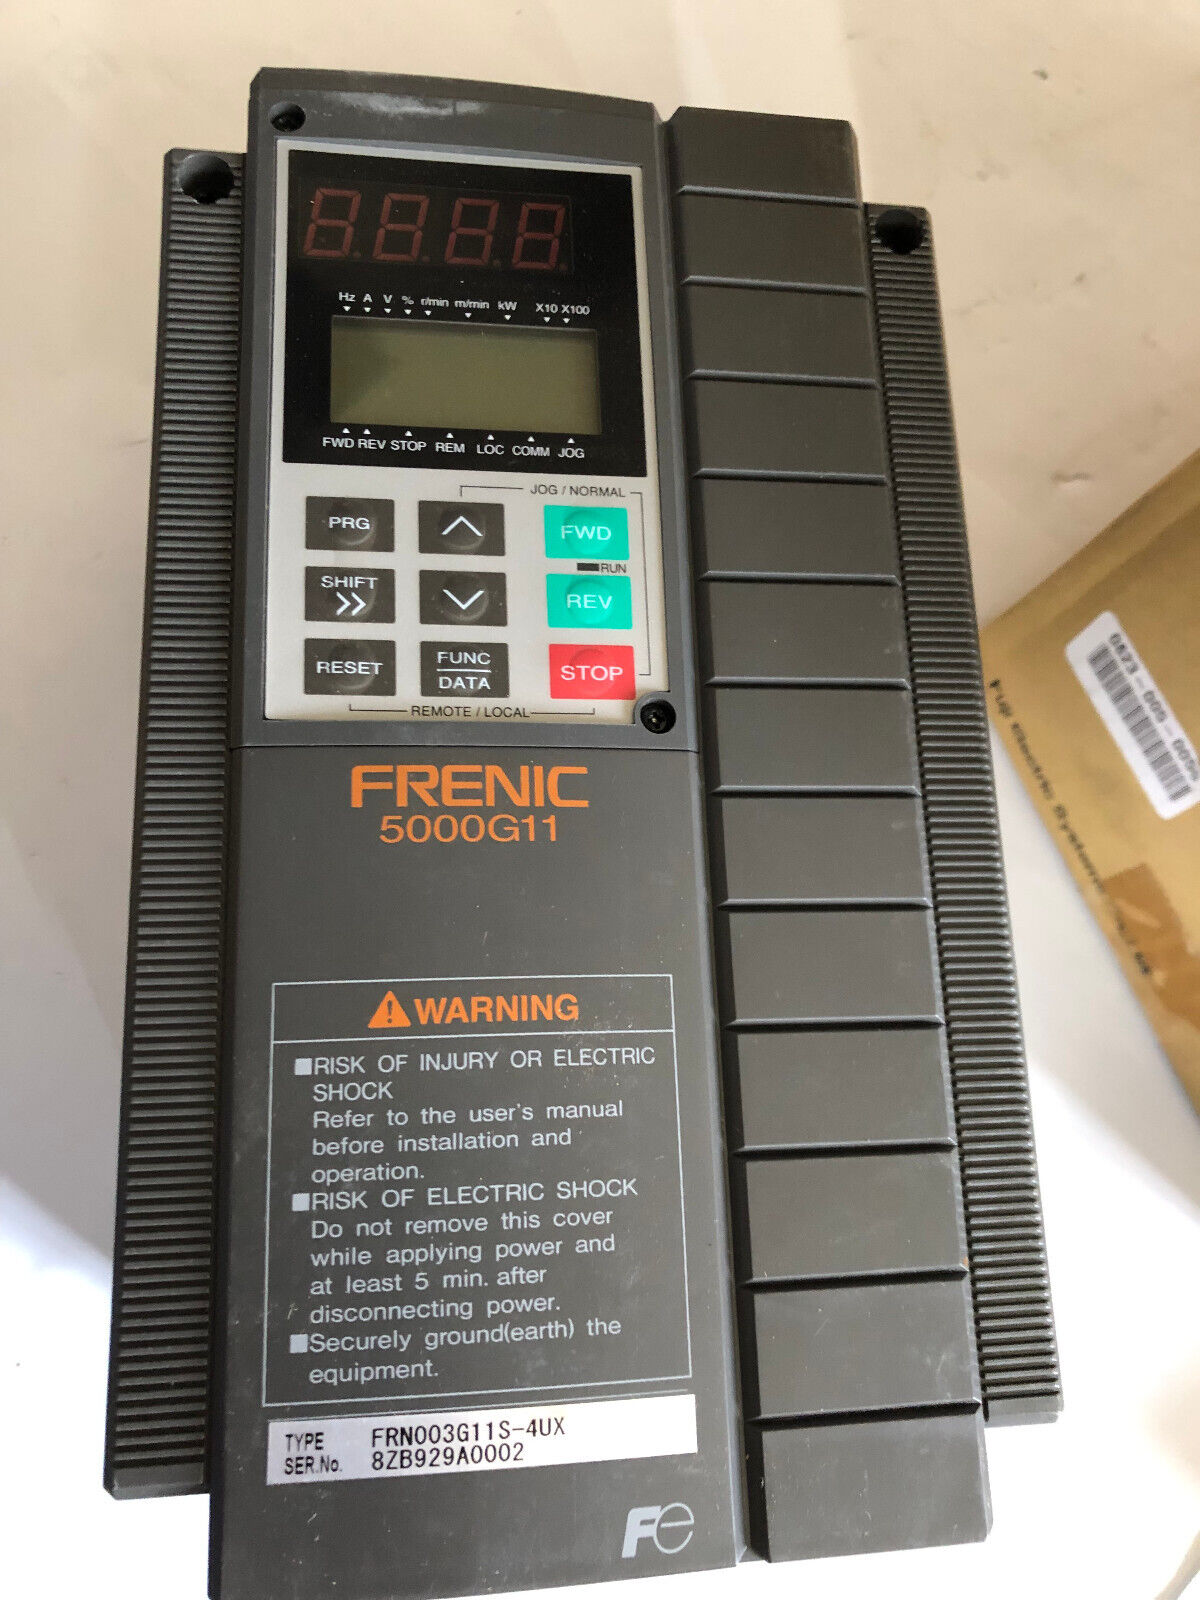 8.8.8.8.
Hz A V % r/min m/min kW X10 X100
FWD REV STOP REM LOC COMM JOG
JOG / NORMAL
PRG
FWD
RUN
SHIFT
REV
RESET
FUNC
DATA
STOP
REMOTE / LOCAL
FRENIC
5000G11
WARNING
RISK OF INJURY OR ELECTRIC
SHOCK
Refer to the user's manual
before installation and
operation.
RISK OF ELECTRIC SHOCK
Do not remove this cover
while applying power and
at least 5 min. after
disconnecting power.
Securely ground(earth) the
equipment.
TYPE FRN003G11S-4UX
SER.No. 8ZB929A0002
Fe
Fuji Electric Systems